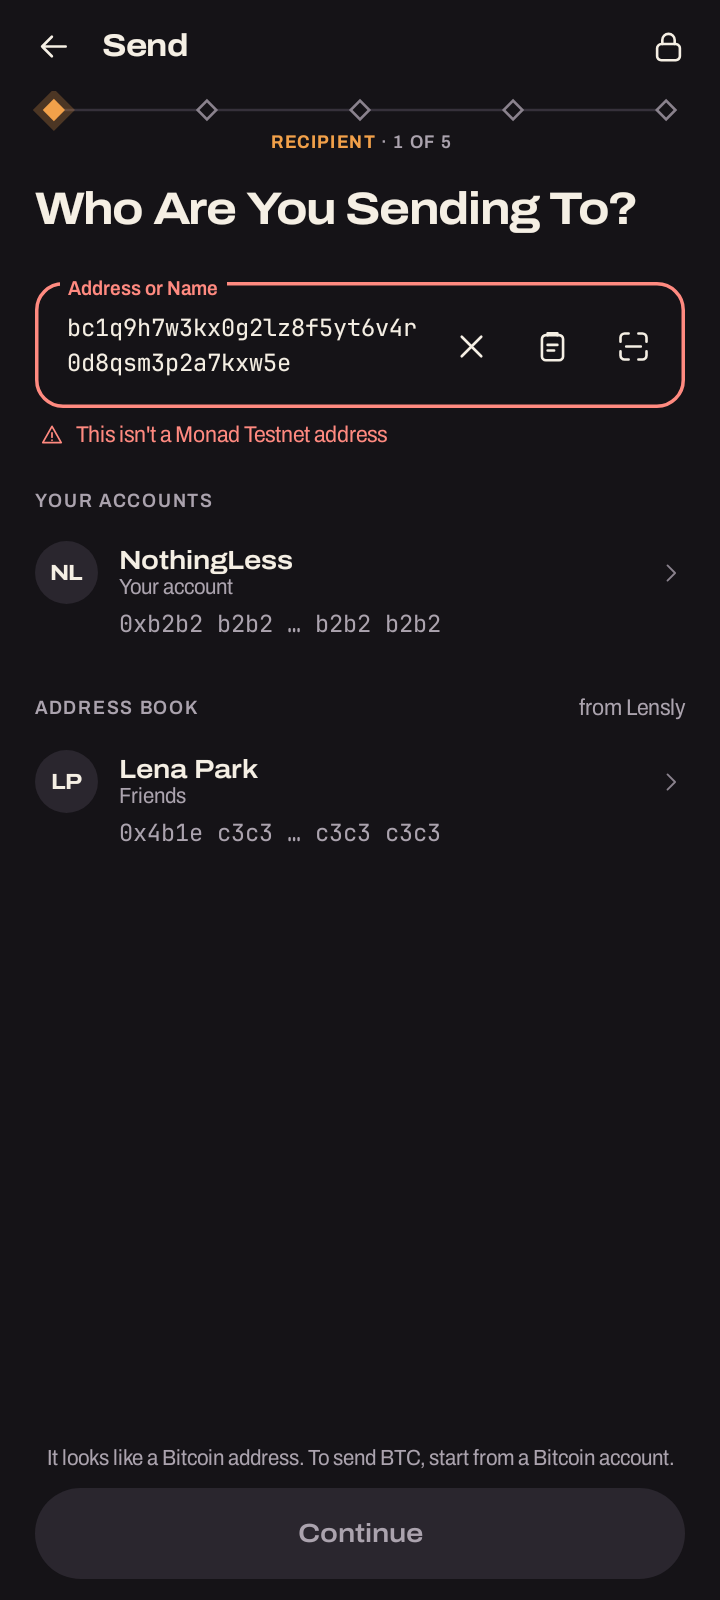 Send
RECIPIENT · 1 OF 5
Who Are You Sending To?
Address or Name
bc1q9h7w3kx0g2lz8f5yt6v4r
0d8qsm3p2a7kxw5e
This isn't a Monad Testnet address
YOUR ACCOUNTS
NL
NothingLess
Your account
0xb2b2 b2b2 … b2b2 b2b2
ADDRESS BOOK
from Lensly
LP
Lena Park
Friends
0x4b1e c3c3 … c3c3 c3c3
It looks like a Bitcoin address. To send BTC, start from a Bitcoin account.
Continue